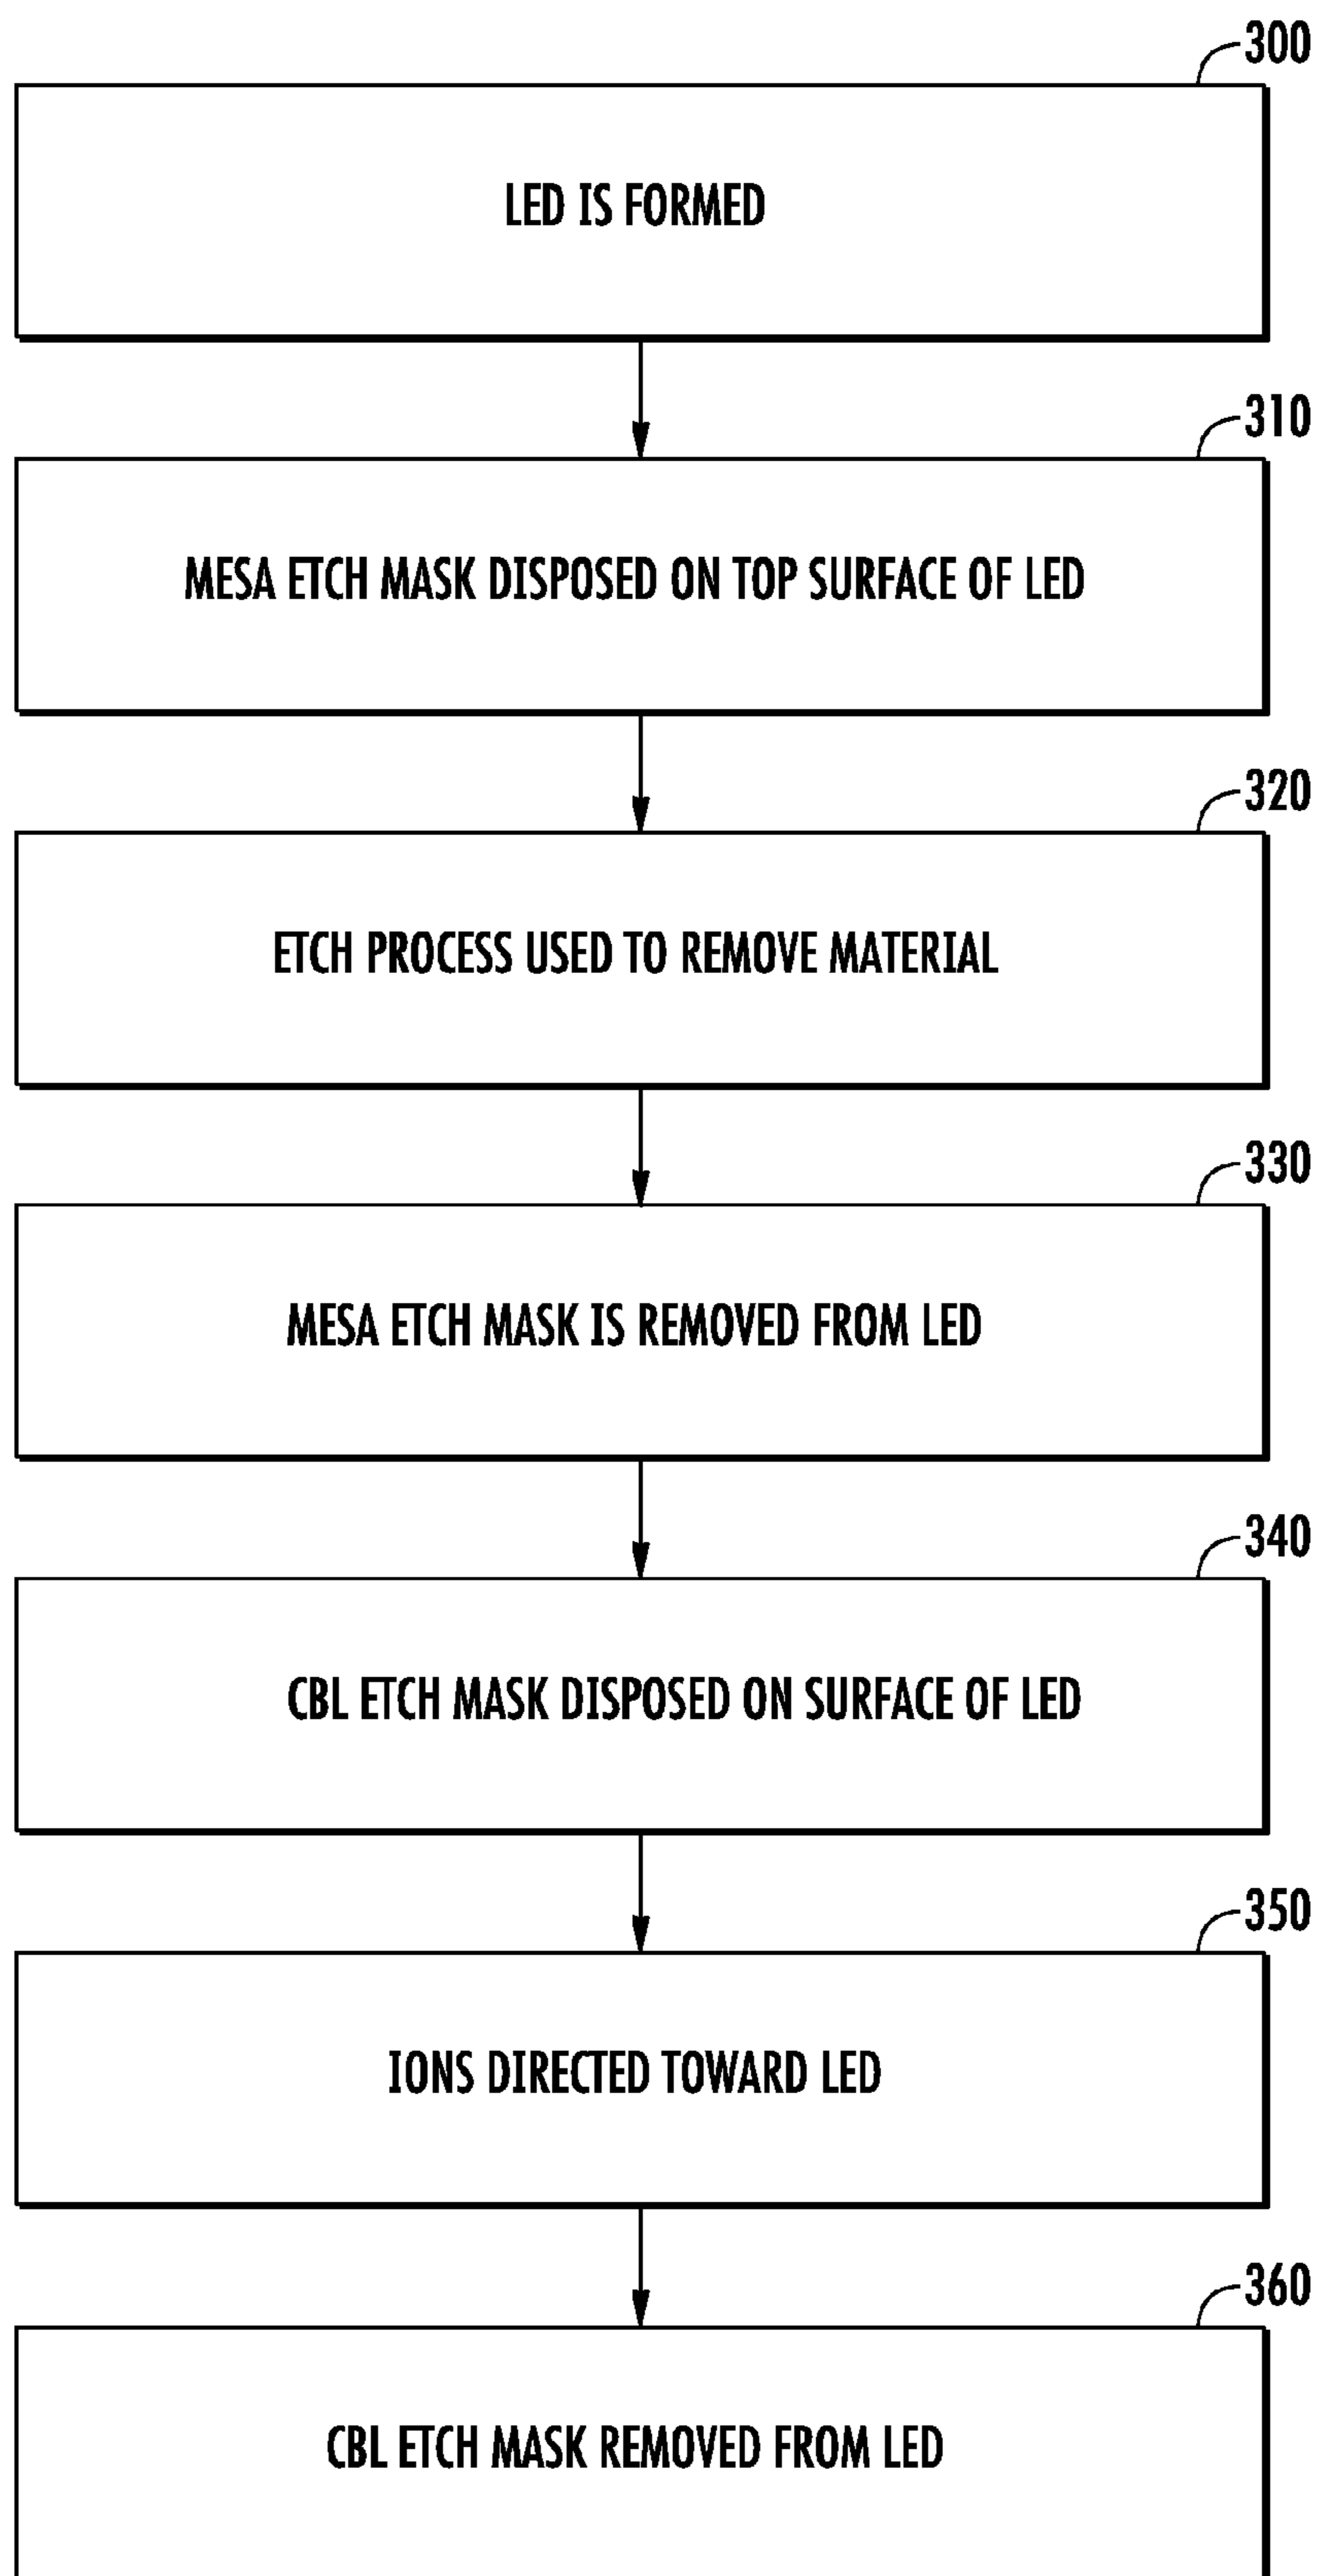 300
LED IS FORMED
310
MESA ETCH MASK DISPOSED ON TOP SURFACE OF LED
320
ETCH PROCESS USED TO REMOVE MATERIAL
330
MESA ETCH MASK IS REMOVED FROM LED
340
CBL ETCH MASK DISPOSED ON SURFACE OF LED
350
IONS DIRECTED TOWARD LED
360
CBL ETCH MASK REMOVED FROM LED